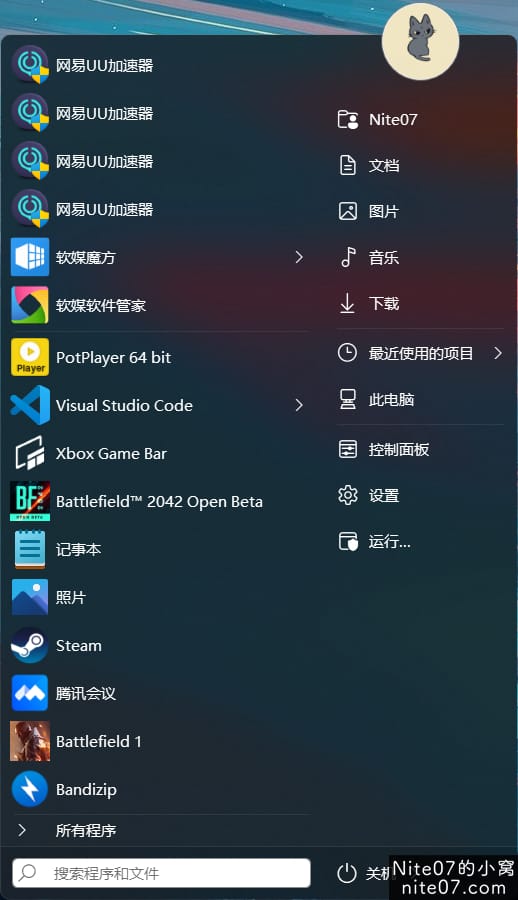 网易UU加速器
网易UU加速器
网易UU加速器
网易UU加速器
软媒魔方
软媒软件管家
Player
PotPlayer 64 bit
Visual Studio Code
Xbox Game Bar
BF
OPEN BETA
Battlefield™ 2042 Open Beta
记事本
照片
Steam
腾讯会议
Battlefield 1
Bandizip
所有程序
搜索程序和文件
Nite07
文档
图片
音乐
下载
最近使用的项目
此电脑
控制面板
设置
运行...
关机
Nite07的小窝
nite07.com